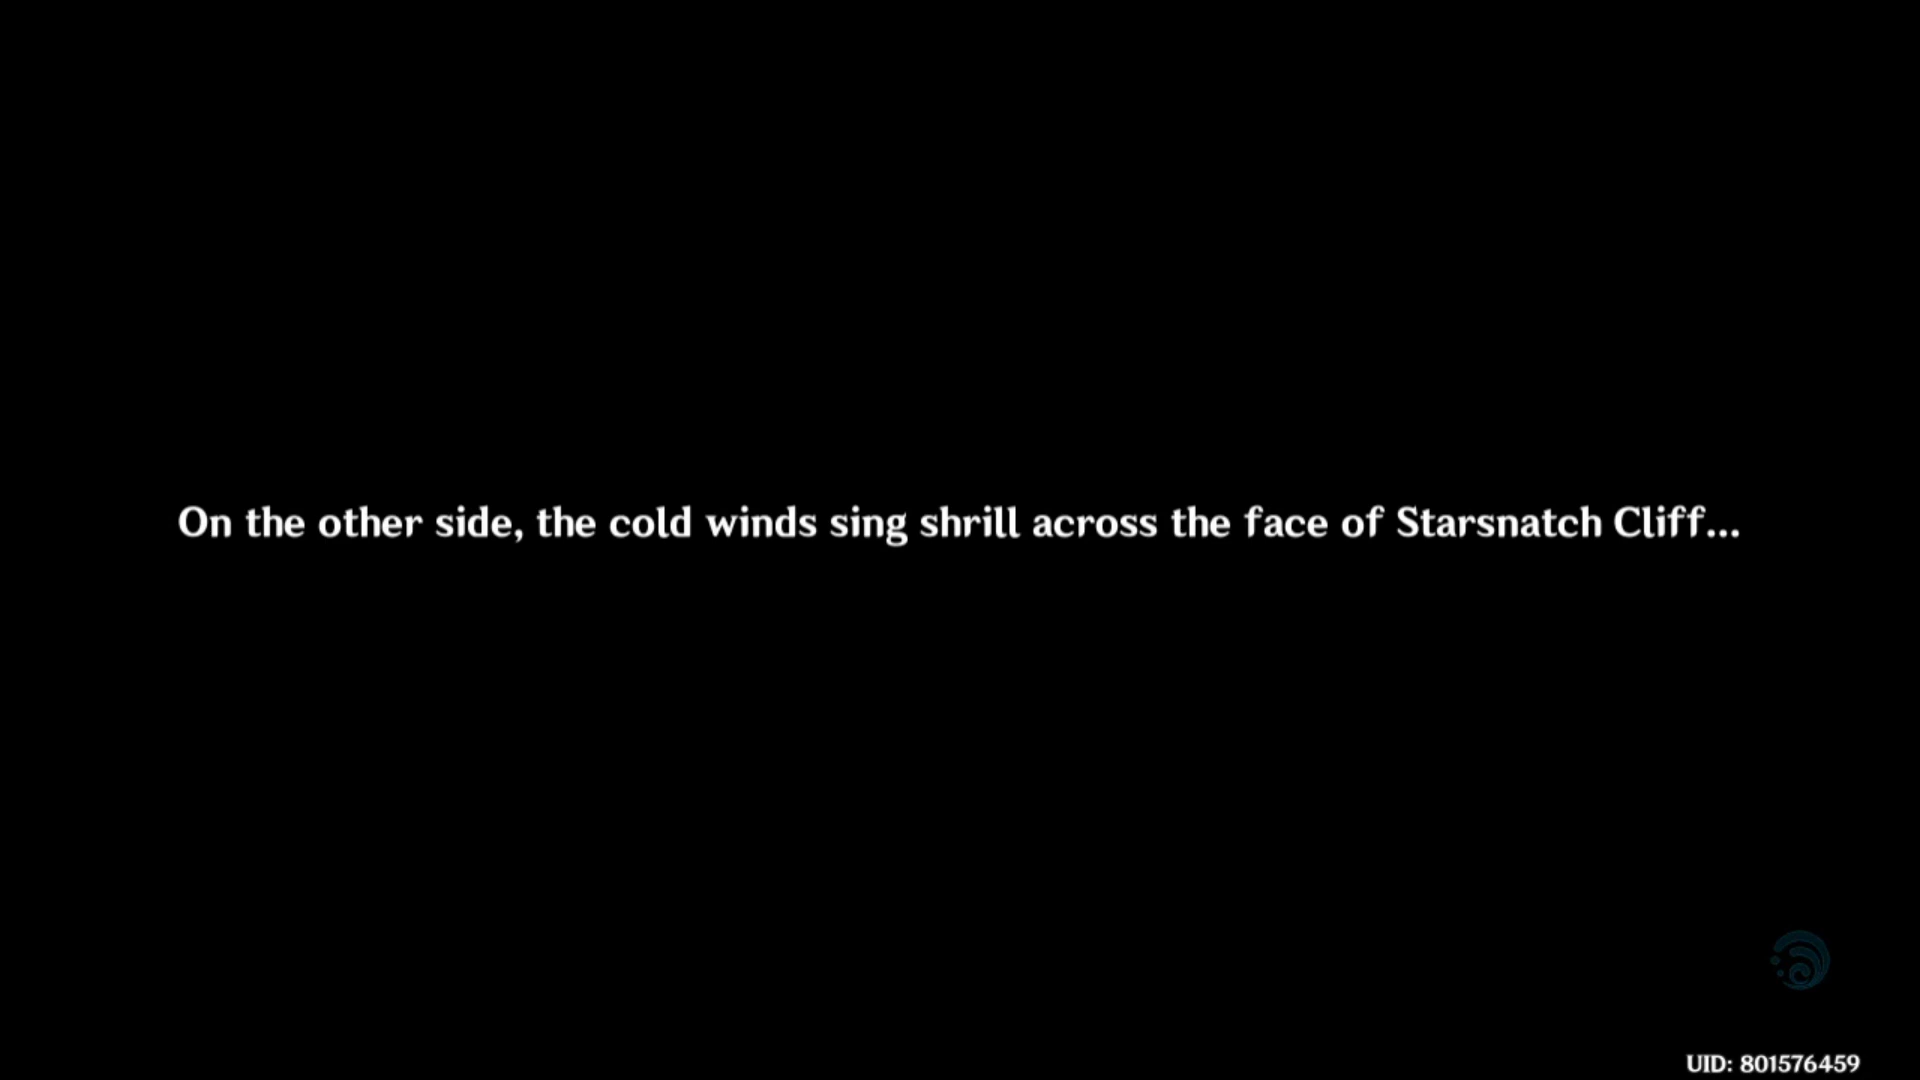 On the other side, the cold winds sing shrill across the face of Starsnatch Cliff...
UID: 801576459